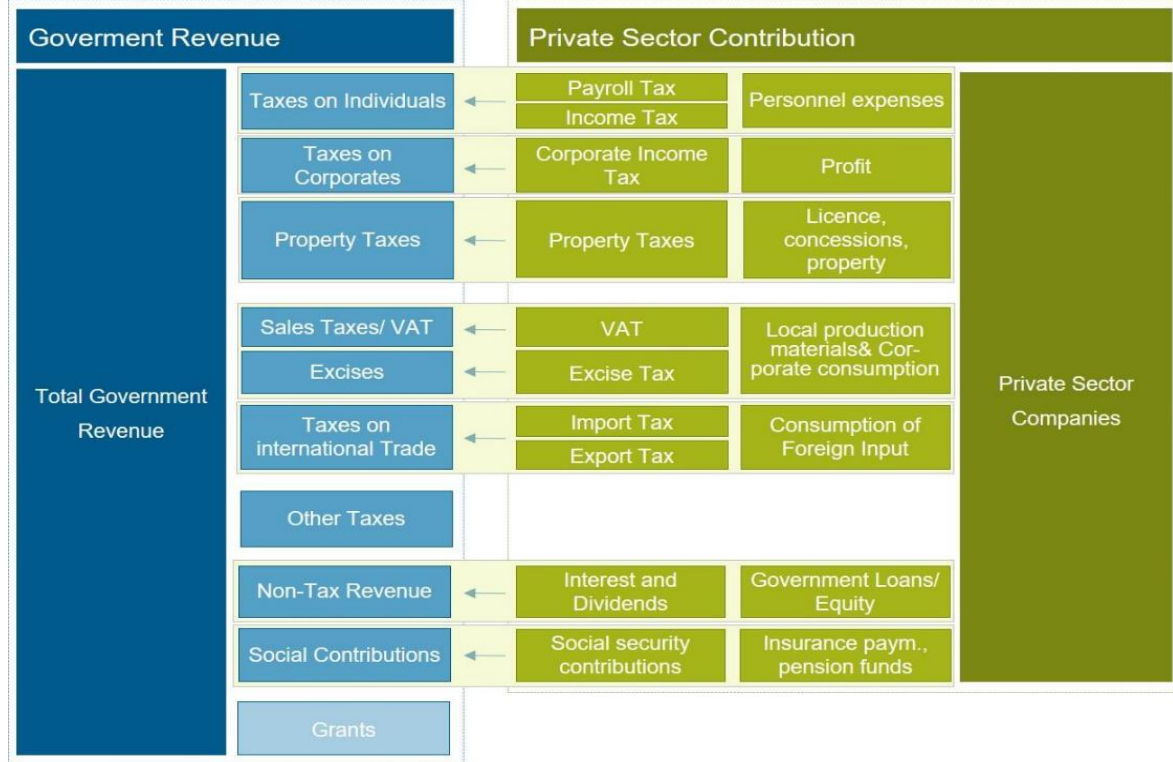 Goverment Revenue
Private Sector Contribution
Total Government
Revenue
Taxes on Individuals
Payroll Tax
Income Tax
Personnel expenses
Taxes on
Corporates
Corporate Income
Tax
Profit
Property Taxes
Property Taxes
Licence,
concessions,
property
Sales Taxes/ VAT
VAT
Excises
Excise Tax
Local production
materials& Cor-
porate consumption
Taxes on
international Trade
Import Tax
Export Tax
Consumption of
Foreign Input
Other Taxes
Non-Tax Revenue
Interest and
Dividends
Government Loans/
Equity
Social Contributions
Social security
contributions
Insurance paym.,
pension funds
Grants
Private Sector
Companies